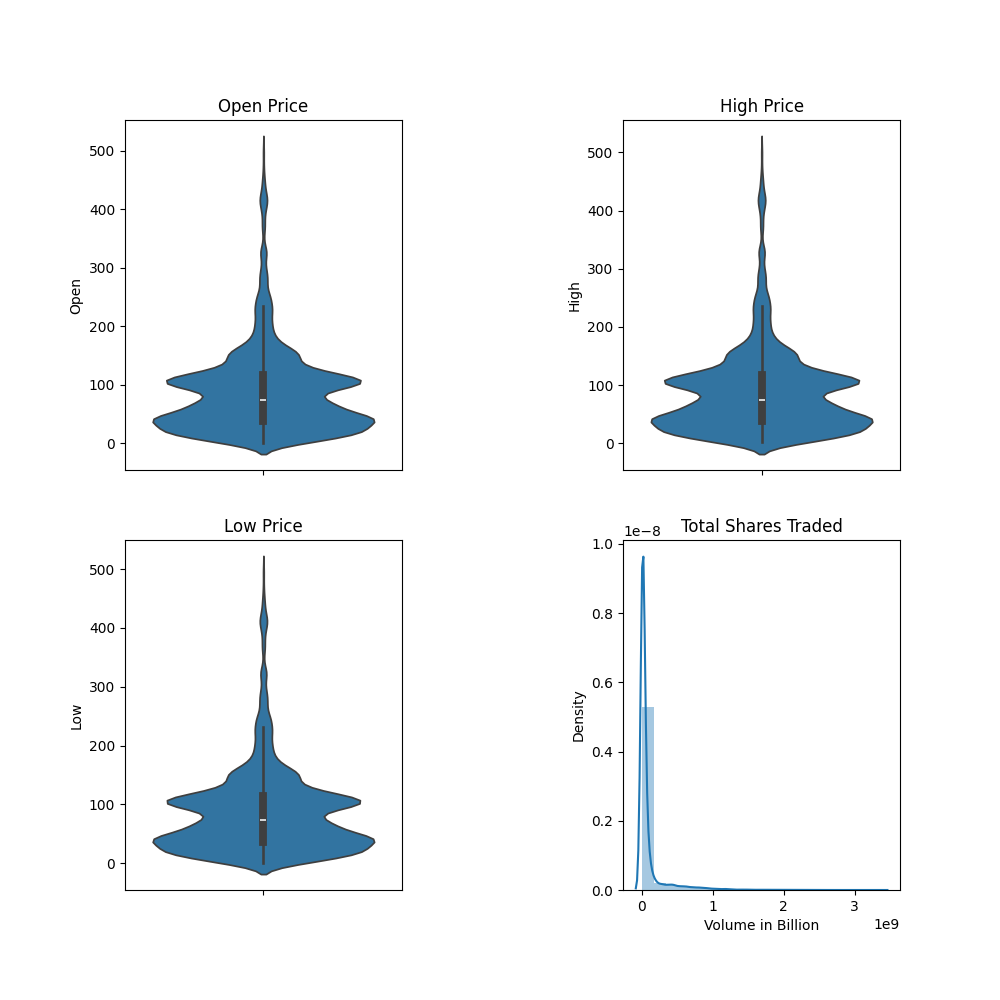 Open Price
High Price
500
400
300
200
100
0
Open
500
400
300
200
100
0
High
Low Price
Total Shares Traded
500
400
300
200
100
0
Low
1e−8
1.0
0.8
0.6
0.4
0.2
0.0
Density
0 1 2 3
1e9
Volume in Billion